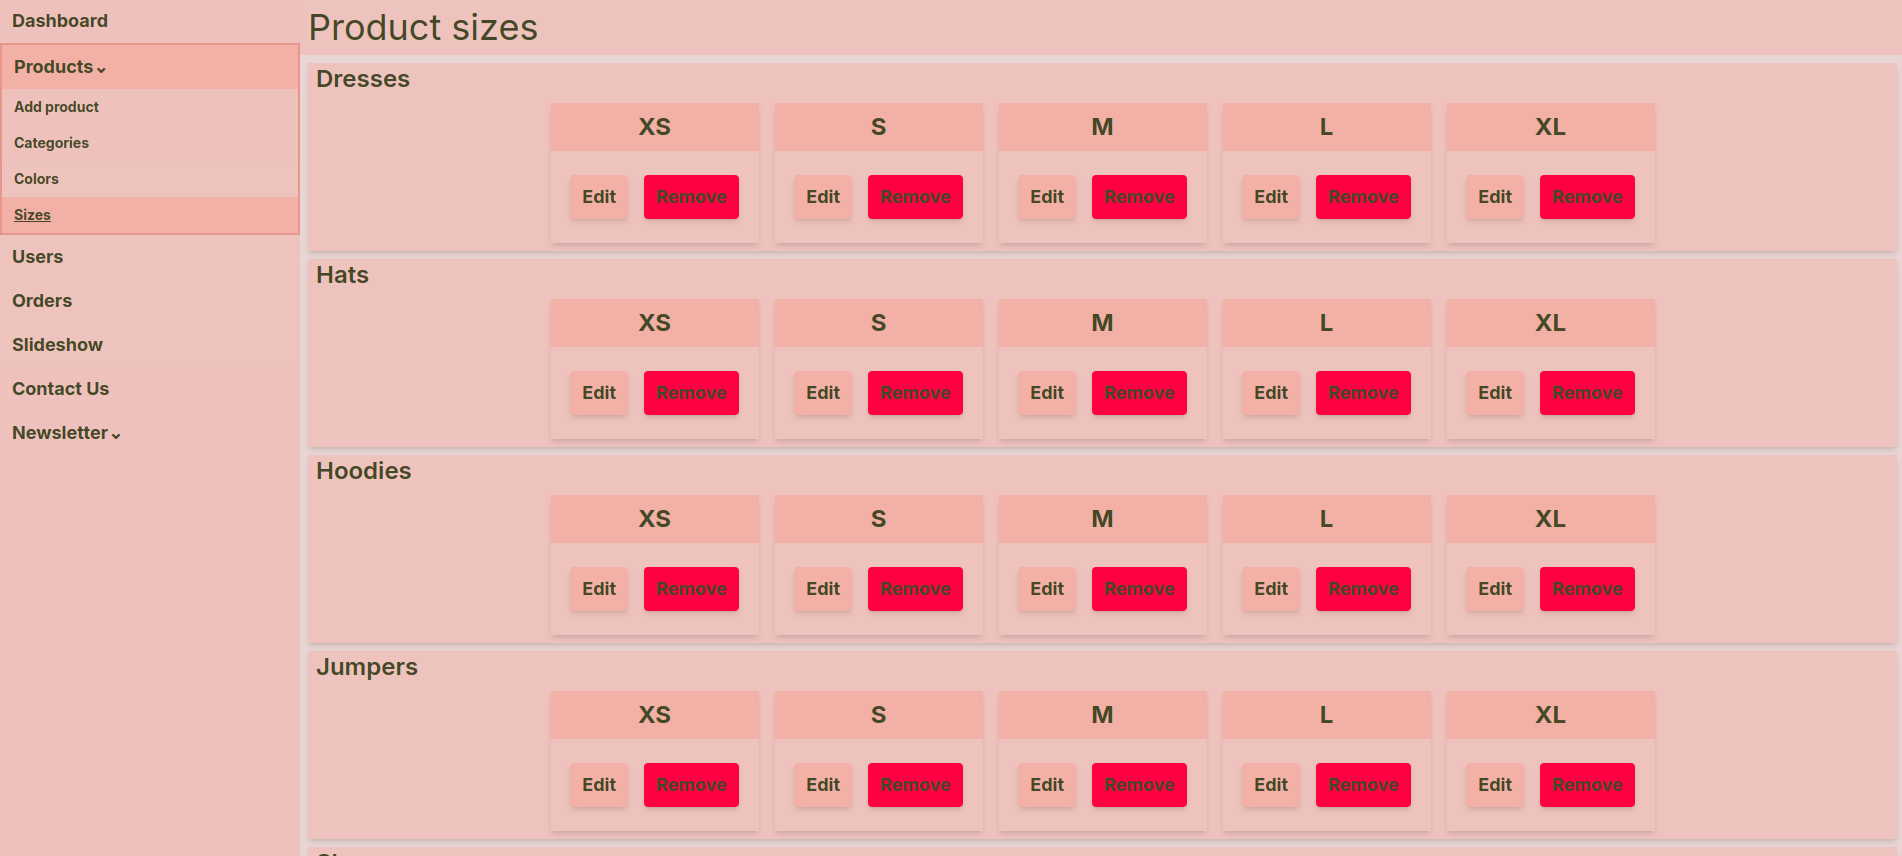 Dashboard
Products
Add product
Categories
Colors
Sizes
Users
Orders
Slideshow
Contact Us
Newsletter
Product sizes
Dresses
XS S M L XL
Edit Remove Edit Remove Edit Remove Edit Remove Edit Remove
Hats
XS S M L XL
Edit Remove Edit Remove Edit Remove Edit Remove Edit Remove
Hoodies
XS S M L XL
Edit Remove Edit Remove Edit Remove Edit Remove Edit Remove
Jumpers
XS S M L XL
Edit Remove Edit Remove Edit Remove Edit Remove Edit Remove